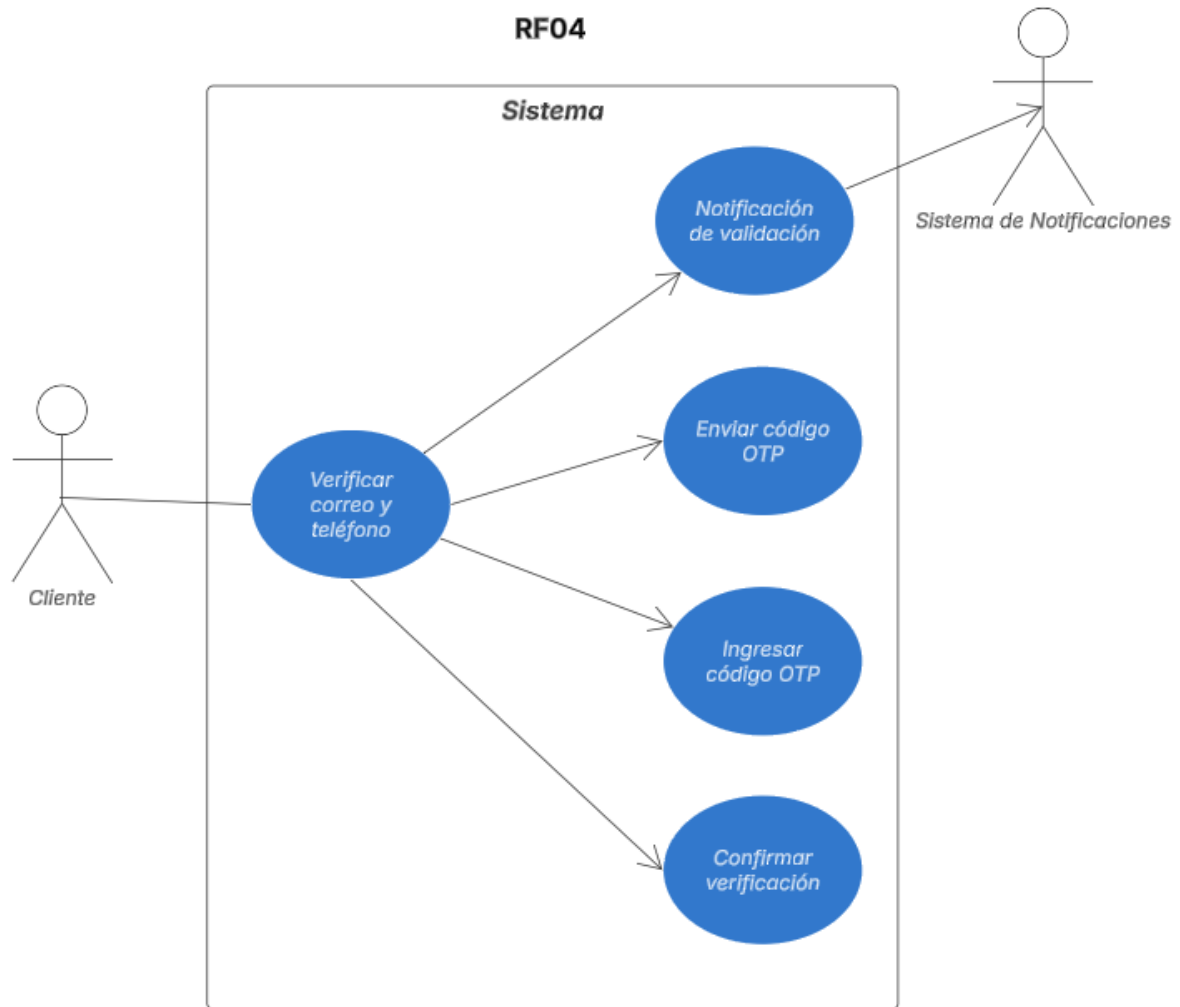 RF04
Sistema
Notificación
de validación
Sistema de Notificaciones
Enviar código
OTP
Verificar
correo y
teléfono
Cliente
Ingresar
código OTP
Confirmar
verificación